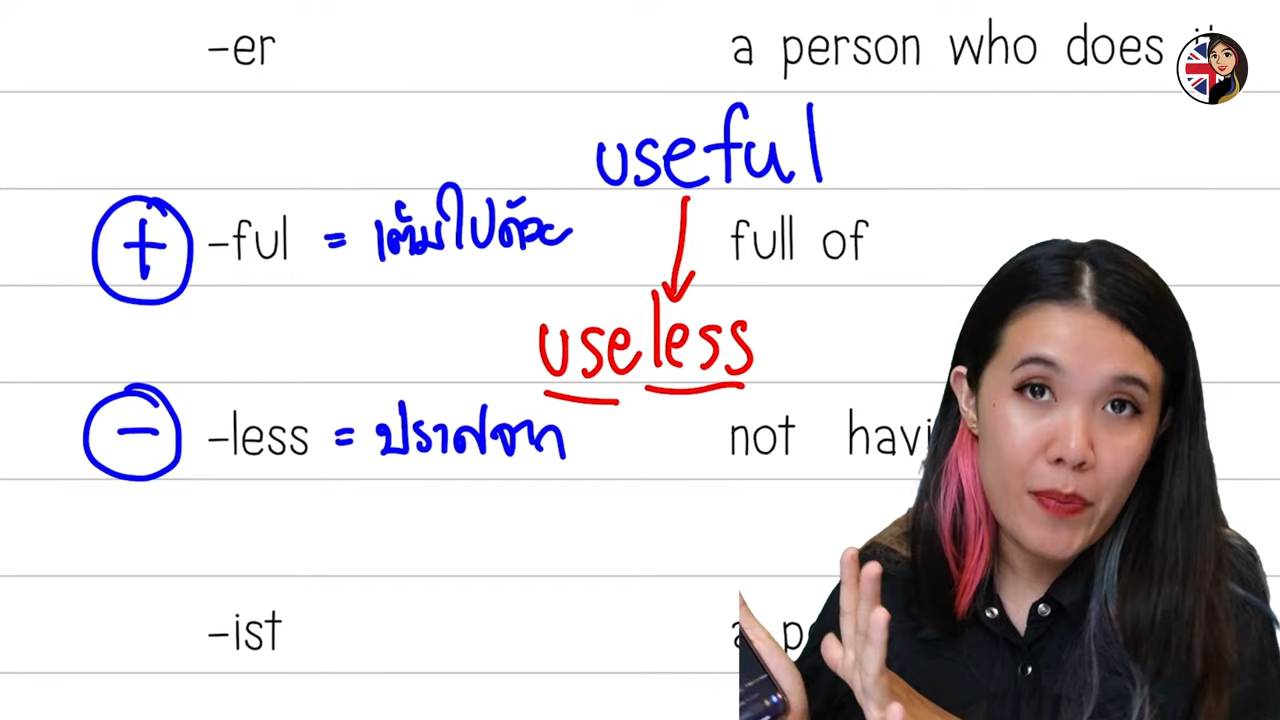 -er a person who does
useful
+ -ful = เต็มไปด้วย full of
useless
- -less = ปราศจาก not havi
-ist a p